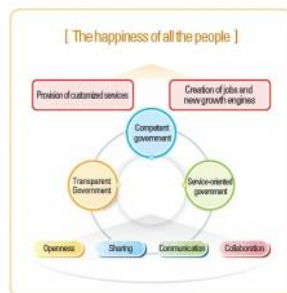 [ The happiness of all the people ]
Provision of customized services
Creation of jobs and
new growth engines
Competent
government
Transparent
Government
Service-oriented
government
Openness
Sharing
Communication
Collaboration